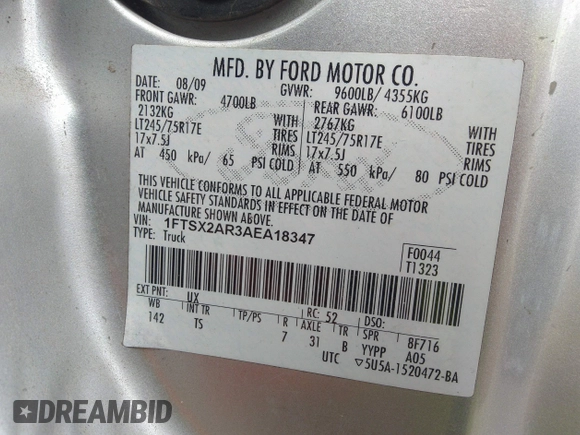 MFD. BY FORD MOTOR CO.
DATE: 08/09 GVWR: 9600LB/ 4355KG
FRONT GAWR: 4700LB REAR GAWR: 6100LB
2132KG WITH 2767KG WITH
LT245/75R17E TIRES LT245/75R17E TIRES
17x7.5J RIMS 17x7.5J RIMS
AT 450 kPa/ 65 PSI COLD AT 550 kPa/ 80 PSI COLD
THIS VEHICLE CONFORMS TO ALL APPLICABLE FEDERAL MOTOR
VEHICLE SAFETY STANDARDS IN EFFECT ON THE DATE OF
MANUFACTURE SHOWN ABOVE.
VIN: 1FTSX2AR3AEA18347
TYPE: Truck
F0044
T1323
EXT PNT: UX RC: 52 DSO:
WB INT TR TP/PS R AXLE TR SPR 8F716
142 TS 7 31 B YYPP A05
UTC ▽5U5A-1520472-BA
DREAMBID